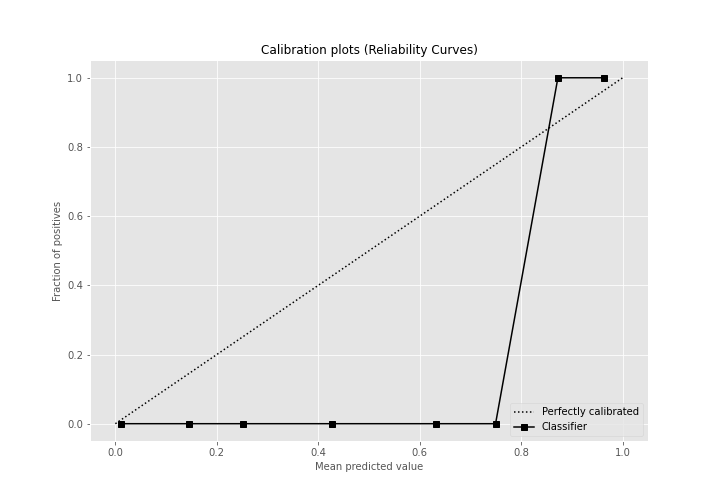 Calibration plots (Reliability Curves)
1.0
0.8
0.6
0.4
0.2
0.0
Fraction of positives
0.0 0.2 0.4 0.6 0.8 1.0
Mean predicted value
Perfectly calibrated
Classifier